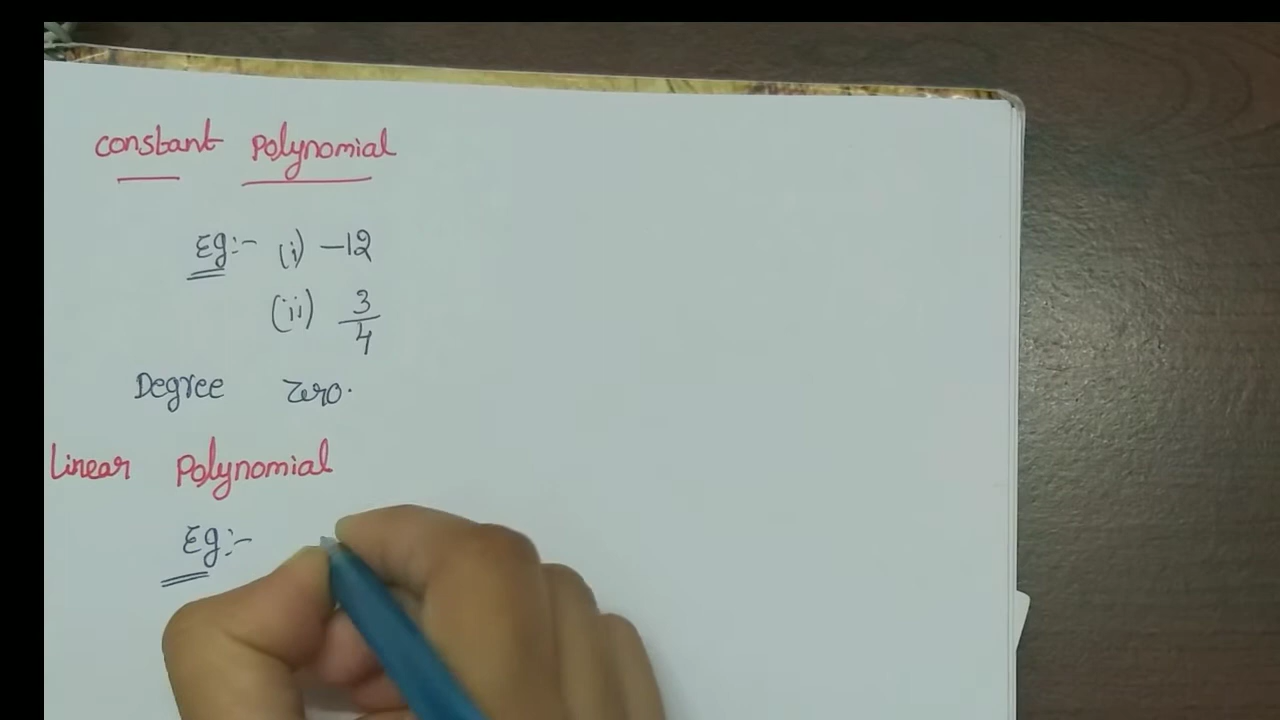 constant Polynomial
Eg:- (i) -12
(ii) 3/4
Degree zero.
Linear Polynomial
Eg:-